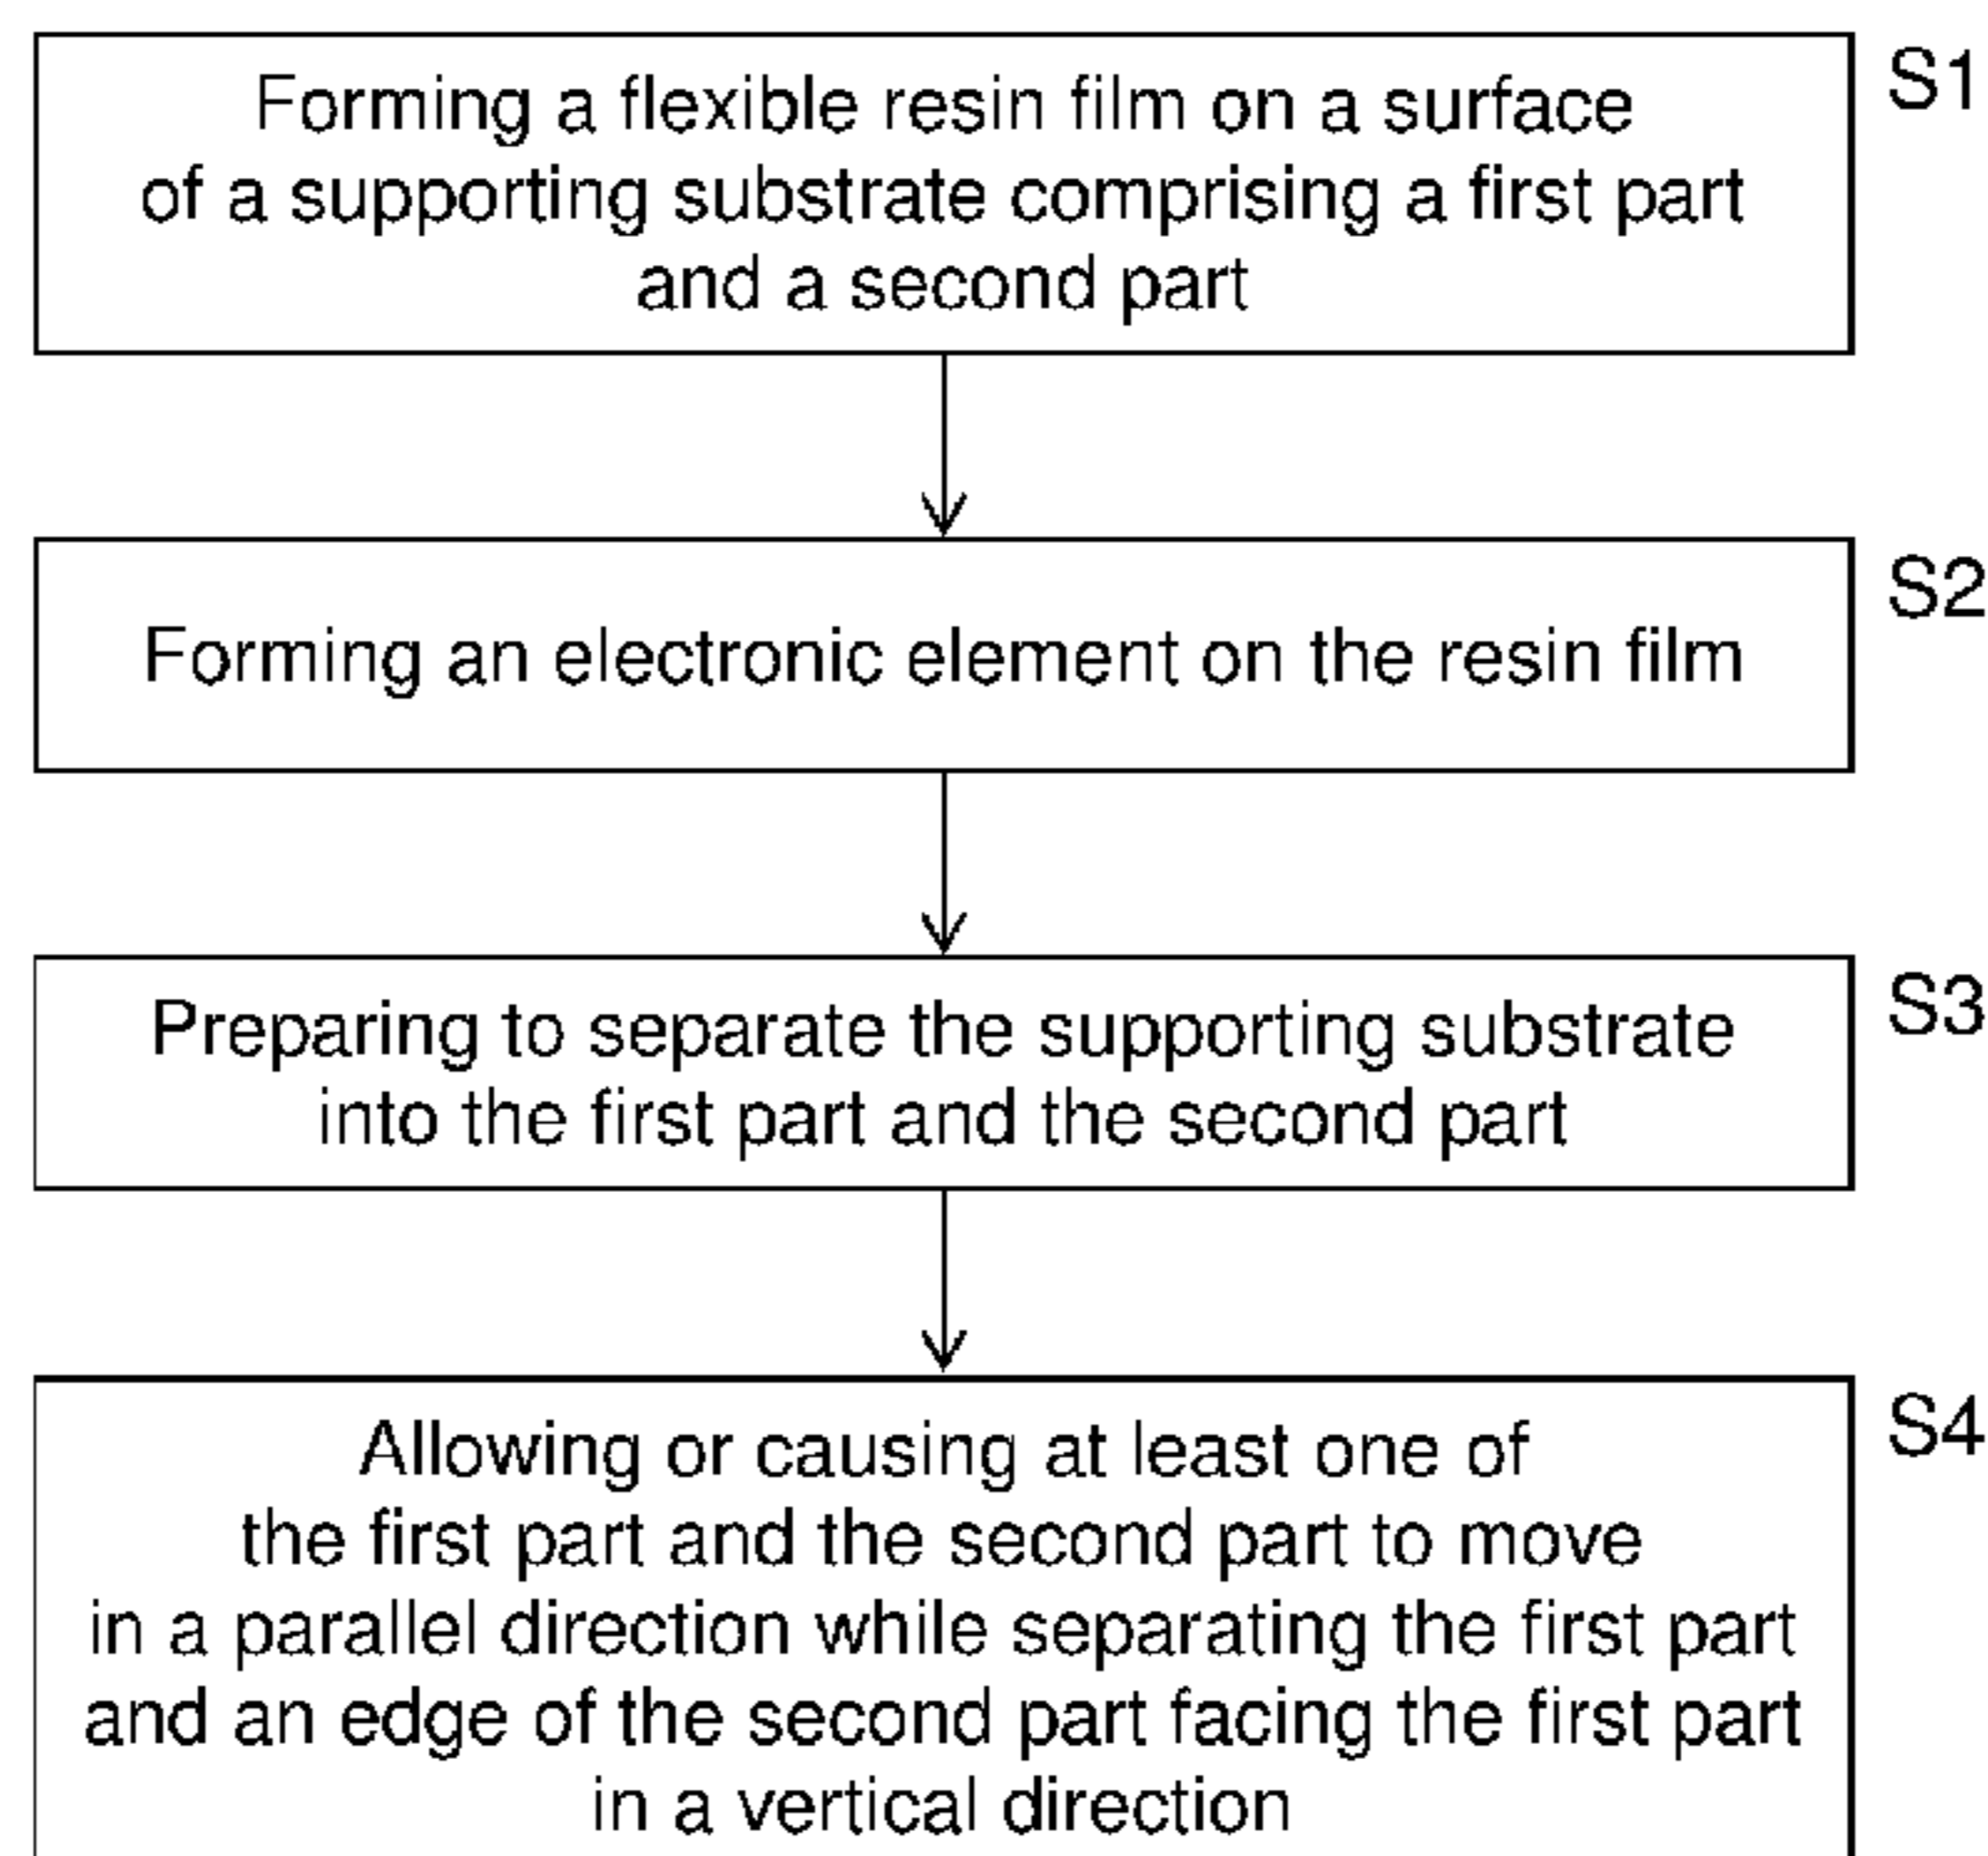 Forming a flexible resin film on a surface
of a supporting substrate comprising a first part
and a second part
S1
Forming an electronic element on the resin film
S2
Preparing to separate the supporting substrate
into the first part and the second part
S3
Allowing or causing at least one of
the first part and the second part to move
in a parallel direction while separating the first part
and an edge of the second part facing the first part
in a vertical direction
S4